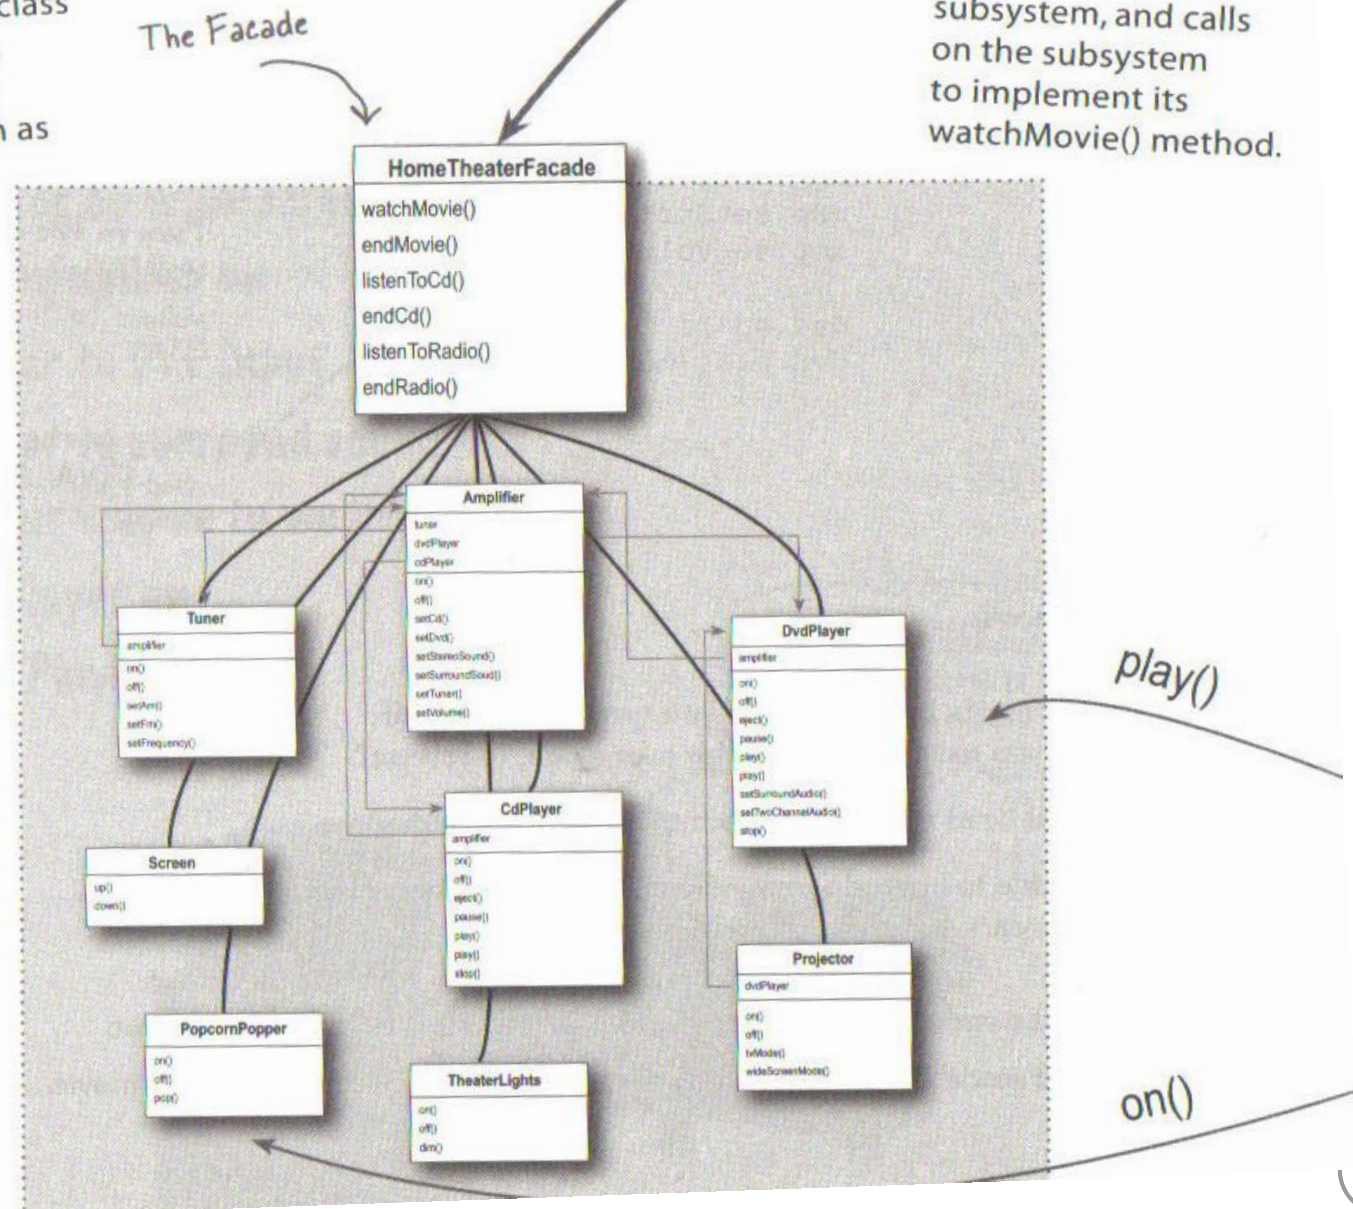 class
The Facade
n as
subsystem, and calls
on the subsystem
to implement its
watchMovie() method.
HomeTheaterFacade
watchMovie()
endMovie()
listenToCd()
endCd()
listenToRadio()
endRadio()
Amplifier
tuner
dvdPlayer
cdPlayer
on()
off()
setCd()
setDvd()
setStereoSound()
setSurroundSoud()
setTuner()
setVolume()
Tuner
amplifier
on()
off()
setAm()
setFm()
setFrequency()
DvdPlayer
amplifier
on()
off()
eject()
pause()
play()
play()
setSurroundAudio()
setTwoChannelAudio()
stop()
play()
Screen
up()
down()
CdPlayer
amplifier
on()
off()
eject()
pause()
play()
play()
stop()
Projector
dvdPlayer
on()
off()
tvMode()
wideScreenMode()
PopcornPopper
on()
off()
pop()
TheaterLights
on()
off()
dim()
on()